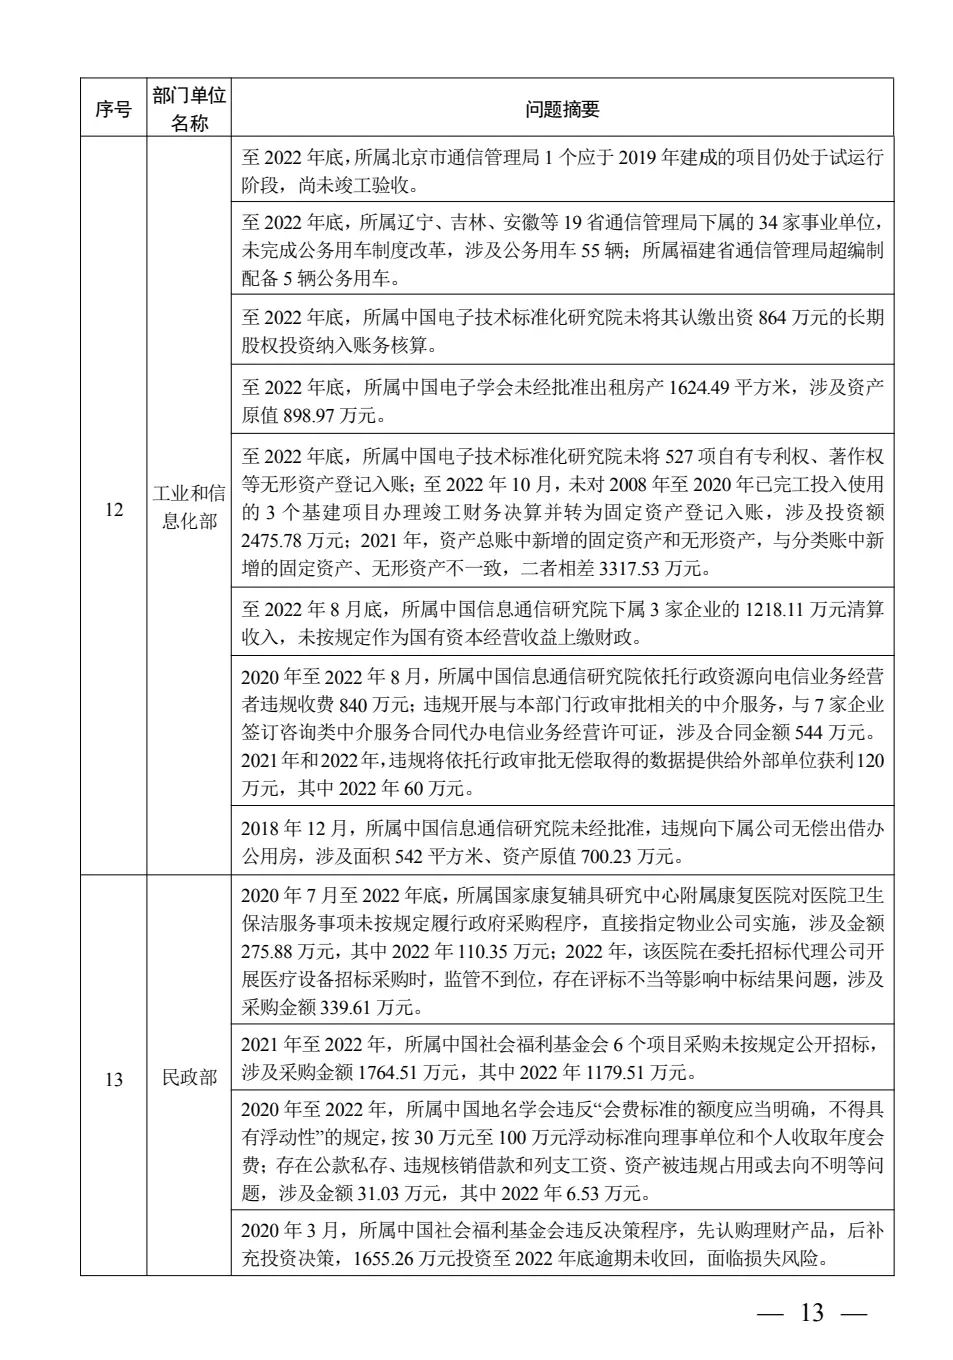 序号
部门单位
名称
问题摘要
12
工业和信
息化部
至 2022 年底，所属北京市通信管理局 1 个应于 2019 年建成的项目仍处于试运行
阶段，尚未竣工验收。
至 2022 年底，所属辽宁、吉林、安徽等 19 省通信管理局下属的 34 家事业单位，
未完成公务用车制度改革，涉及公务用车 55 辆；所属福建省通信管理局超编制
配备 5 辆公务用车。
至 2022 年底，所属中国电子技术标准化研究院未将其认缴出资 864 万元的长期
股权投资纳入账务核算。
至 2022 年底，所属中国电子学会未经批准出租房产 1624.49 平方米，涉及资产
原值 898.97 万元。
至 2022 年底，所属中国电子技术标准化研究院未将 527 项自有专利权、著作权
等无形资产登记入账；至 2022 年 10 月，未对 2008 年至 2020 年已完工投入使用
的 3 个基建项目办理竣工财务决算并转为固定资产登记入账，涉及投资额
2475.78 万元；2021 年，资产总账中新增的固定资产和无形资产，与分类账中新
增的固定资产、无形资产不一致，二者相差 3317.53 万元。
至 2022 年 8 月底，所属中国信息通信研究院下属 3 家企业的 1218.11 万元清算
收入，未按规定作为国有资本经营收益上缴财政。
2020 年至 2022 年 8 月，所属中国信息通信研究院依托行政资源向电信业务经营
者违规收费 840 万元；违规开展与本部门行政审批相关的中介服务，与 7 家企业
签订咨询类中介服务合同代办电信业务经营许可证，涉及合同金额 544 万元。
2021年和2022年，违规将依托行政审批无偿取得的数据提供给外部单位获利120
万元，其中 2022 年 60 万元。
2018 年 12 月，所属中国信息通信研究院未经批准，违规向下属公司无偿出借办
公用房，涉及面积 542 平方米、资产原值 700.23 万元。
13
民政部
2020 年 7 月至 2022 年底，所属国家康复辅具研究中心附属康复医院对医院卫生
保洁服务事项未按规定履行政府采购程序，直接指定物业公司实施，涉及金额
275.88 万元，其中 2022 年 110.35 万元；2022 年，该医院在委托招标代理公司开
展医疗设备招标采购时，监管不到位，存在评标不当等影响中标结果问题，涉及
采购金额 339.61 万元。
2021 年至 2022 年，所属中国社会福利基金会 6 个项目采购未按规定公开招标，
涉及采购金额 1764.51 万元，其中 2022 年 1179.51 万元。
2020 年至 2022 年，所属中国地名学会违反“会费标准的额度应当明确，不得具
有浮动性”的规定，按 30 万元至 100 万元浮动标准向理事单位和个人收取年度会
费；存在公款私存、违规核销借款和列支工资、资产被违规占用或去向不明等问
题，涉及金额 31.03 万元，其中 2022 年 6.53 万元。
2020 年 3 月，所属中国社会福利基金会违反决策程序，先认购理财产品，后补
充投资决策，1655.26 万元投资至 2022 年底逾期未收回，面临损失风险。
— 13 —